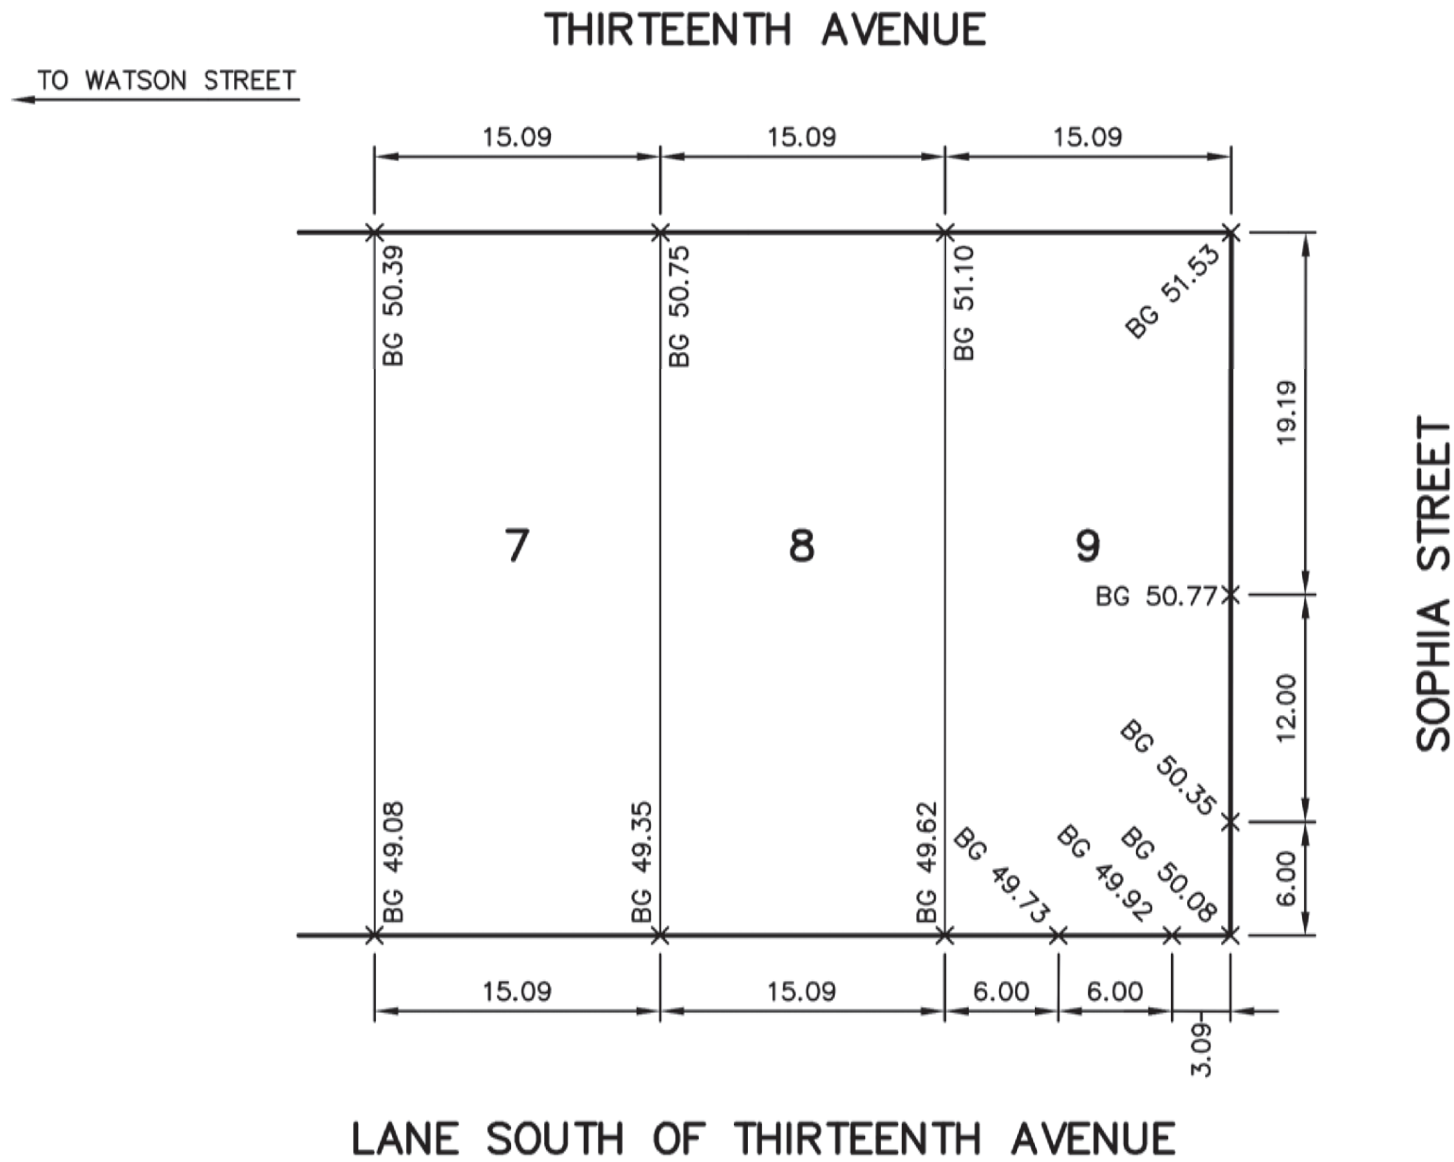 THIRTEENTH AVENUE
TO WATSON STREET
15.09
15.09
15.09
BG 50.39
BG 50.75
BG 51.10
BG 51.53
19.19
7
8
9
BG 50.77
SOPHIA STREET
12.00
BG 50.35
BG 49.08
BG 49.35
BG 49.62
BG 49.73
BG 49.92
BG 50.08
6.00
15.09
15.09
6.00
6.00
3.09
LANE SOUTH OF THIRTEENTH AVENUE